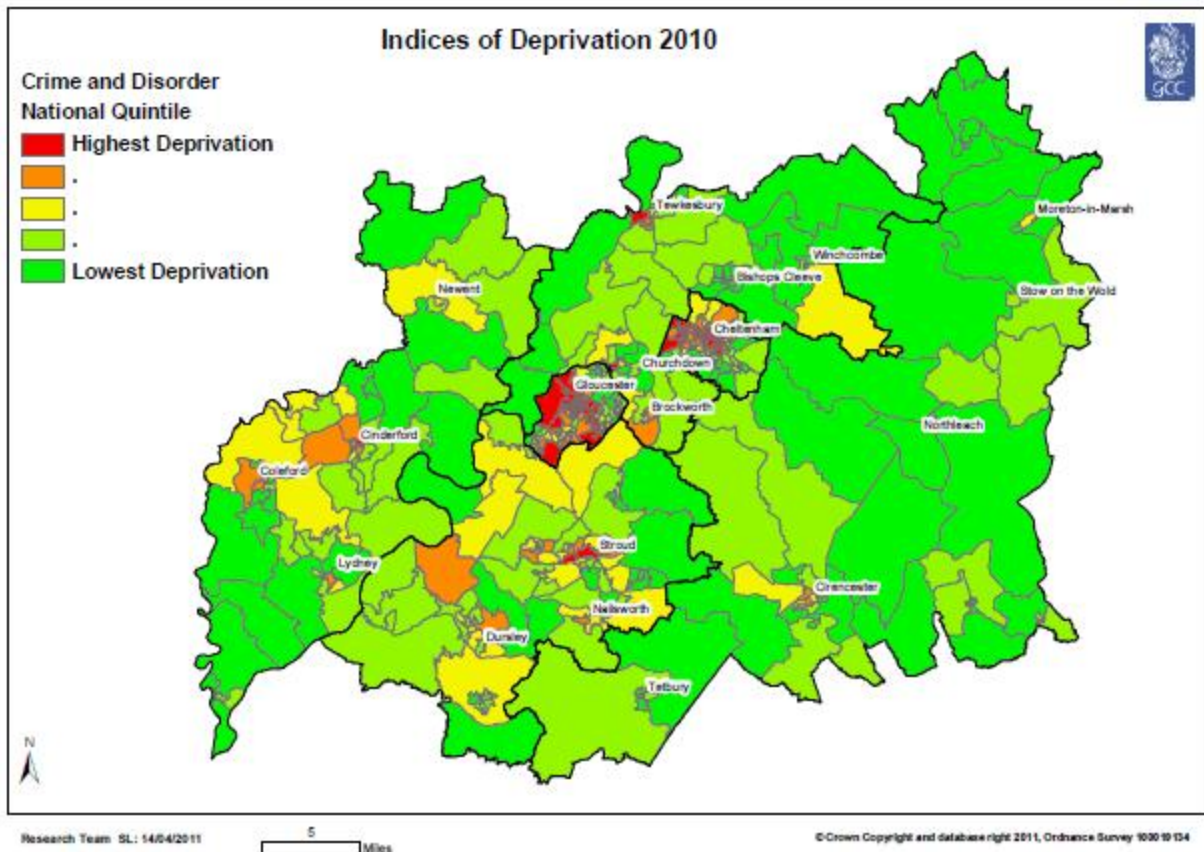 Indices of Deprivation 2010
GCC
Crime and Disorder
National Quintile
Highest Deprivation
.
.
.
Lowest Deprivation
Tewkesbury
Moreton-in-Marsh
Winchcombe
Bishops Cleeve
Newent
Stow on the Wold
Cheltenham
Churchdown
Gloucester
Brockworth
Northleach
Cinderford
Coleford
Stroud
Lydney
Cirencester
Nailsworth
Dursley
Tetbury
N
Research Team SL: 14/04/2011
5
Miles
©Crown Copyright and database right 2011, Ordnance Survey 100019134